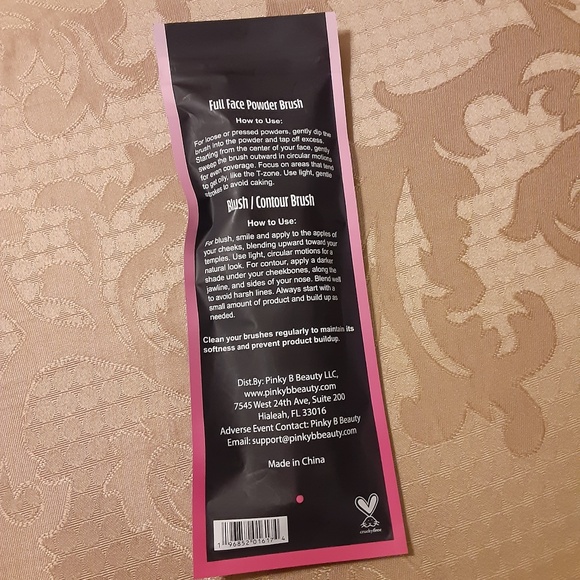 Full Face Powder Brush
How to Use:
For loose or pressed powders, gently dip the
brush into the powder and tap off excess.
Starting from the center of your face, gently
sweep the brush outward in circular motions
for even coverage. Focus on areas that tend
to get oily, like the T-zone. Use light, gentle
strokes to avoid caking.
Blush / Contour Brush
How to Use:
For blush, smile and apply to the apples of
your cheeks, blending upward toward your
temples. Use light, circular motions for a
natural look. For contour, apply a darker
shade under your cheekbones, along the
jawline, and sides of your nose. Blend well
to avoid harsh lines. Always start with a
small amount of product and build up as
needed.
Clean your brushes regularly to maintain its
softness and prevent product buildup.
Dist.By: Pinky B Beauty LLC,
www.pinkybbeauty.com
7545 West 24th Ave, Suite 200
Hialeah, FL 33016
Adverse Event Contact: Pinky B Beauty
Email: support@pinkybbeauty.com
Made in China
crueltyfree
1 96852 01617 4